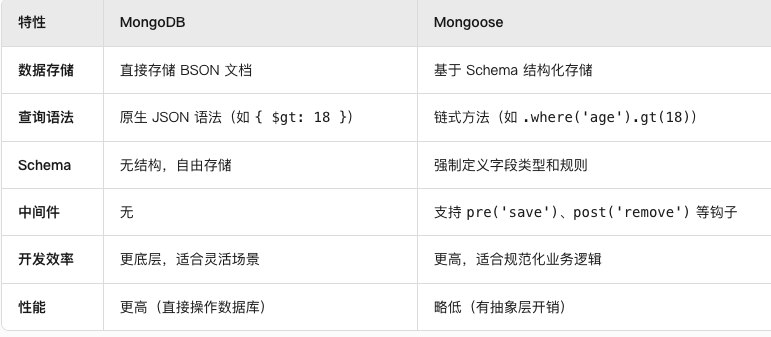 特性 MongoDB Mongoose
数据存储 直接存储 BSON 文档 基于 Schema 结构化存储
查询语法 原生 JSON 语法（如 { $gt: 18 }） 链式方法（如 .where('age').gt(18)）
Schema 无结构，自由存储 强制定义字段类型和规则
中间件 无 支持 pre('save')、post('remove') 等钩子
开发效率 更底层，适合灵活场景 更高，适合规范化业务逻辑
性能 更高（直接操作数据库） 略低（有抽象层开销）